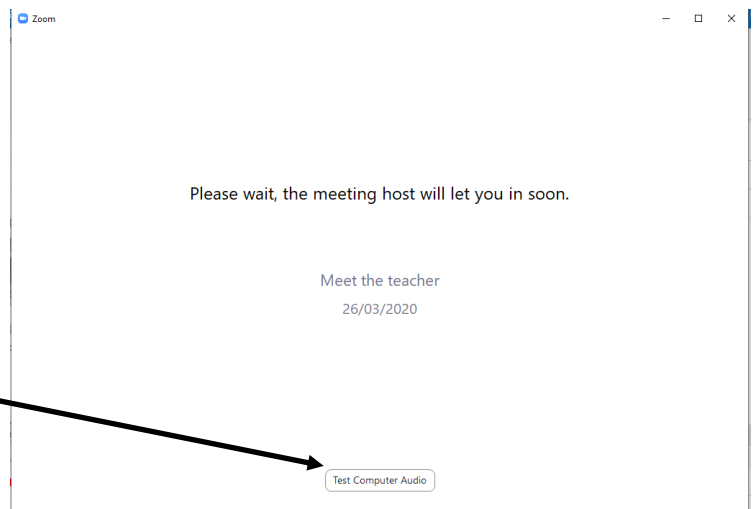 Zoom
Please wait, the meeting host will let you in soon.
Meet the teacher
26/03/2020
Test Computer Audio